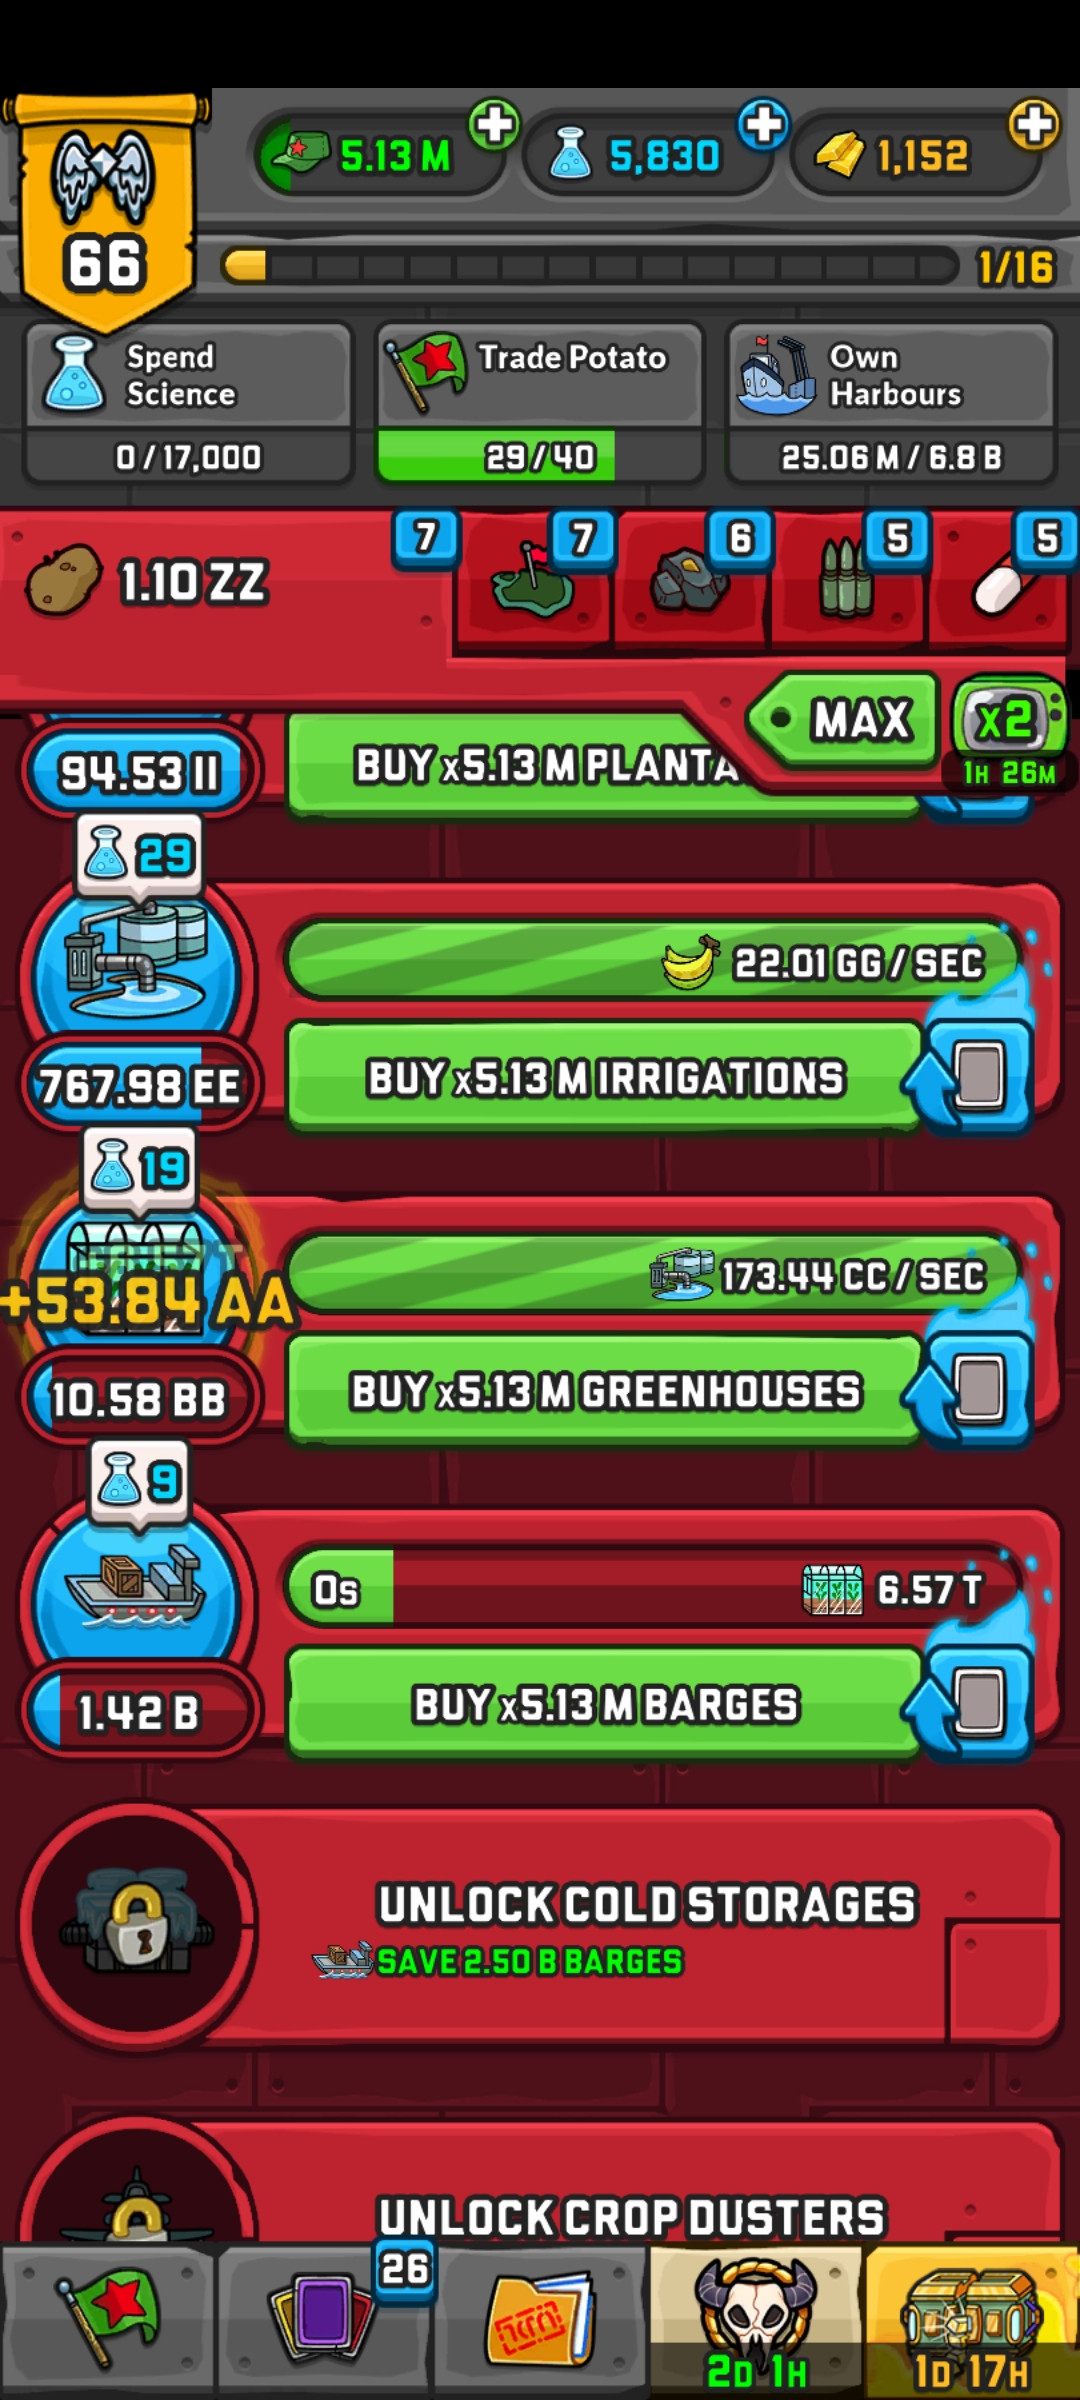 5.13 M
5,830
1,152
66
1/16
Spend
Science
0/17,000
Trade Potato
29/40
Own
Harbours
25.06 M / 6.8 B
1.10 ZZ
7
7
6
5
5
MAX
x2
1H 26M
94.53 II
BUY x5.13 M PLANTA
29
22.01 GG / SEC
767.98 EE
BUY x5.13 M IRRIGATIONS
19
173.44 CC / SEC
+53.84 AA
10.58 BB
BUY x5.13 M GREENHOUSES
9
0s
6.57 T
1.42 B
BUY x5.13 M BARGES
UNLOCK COLD STORAGES
SAVE 2.50 B BARGES
UNLOCK CROP DUSTERS
26
2D 1H
1D 17H